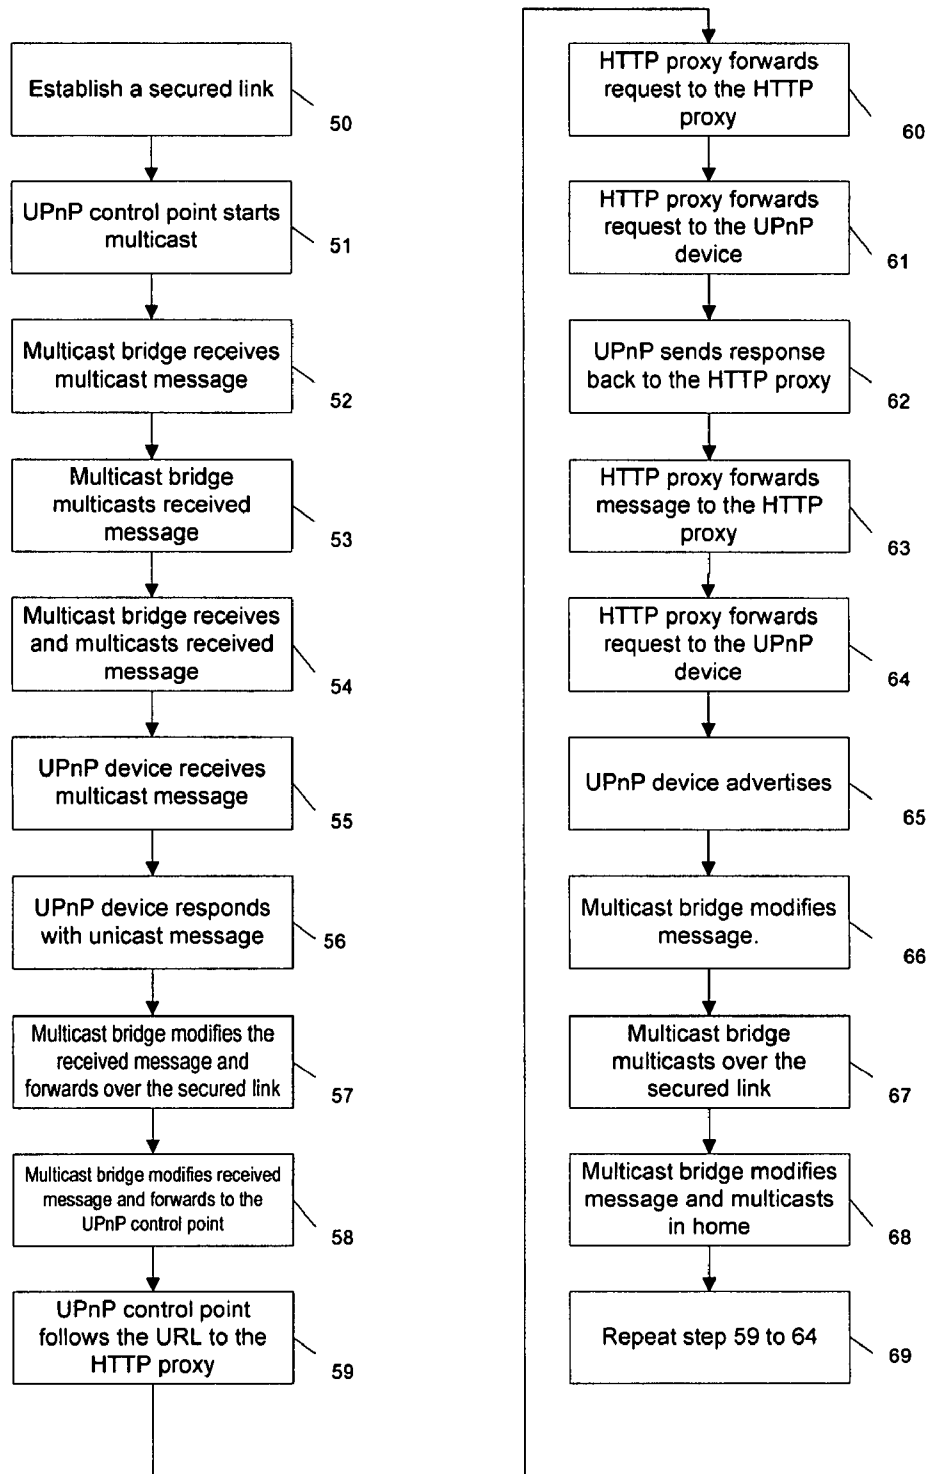 Establish a secured link
50
UPnP control point starts
multicast
51
Multicast bridge receives
multicast message
52
Multicast bridge
multicasts received
message
53
Multicast bridge receives
and multicasts received
message
54
UPnP device receives
multicast message
55
UPnP device responds
with unicast message
56
Multicast bridge modifies the
received message and
forwards over the secured link
57
Multicast bridge modifies received
message and forwards to the
UPnP control point
58
UPnP control point
follows the URL to the
HTTP proxy
59
HTTP proxy forwards
request to the HTTP
proxy
60
HTTP proxy forwards
request to the UPnP
device
61
UPnP sends response
back to the HTTP proxy
62
HTTP proxy forwards
message to the HTTP
proxy
63
HTTP proxy forwards
request to the UPnP
device
64
UPnP device advertises
65
Multicast bridge modifies
message.
66
Multicast bridge
multicasts over the
secured link
67
Multicast bridge modifies
message and multicasts
in home
68
Repeat step 59 to 64
69